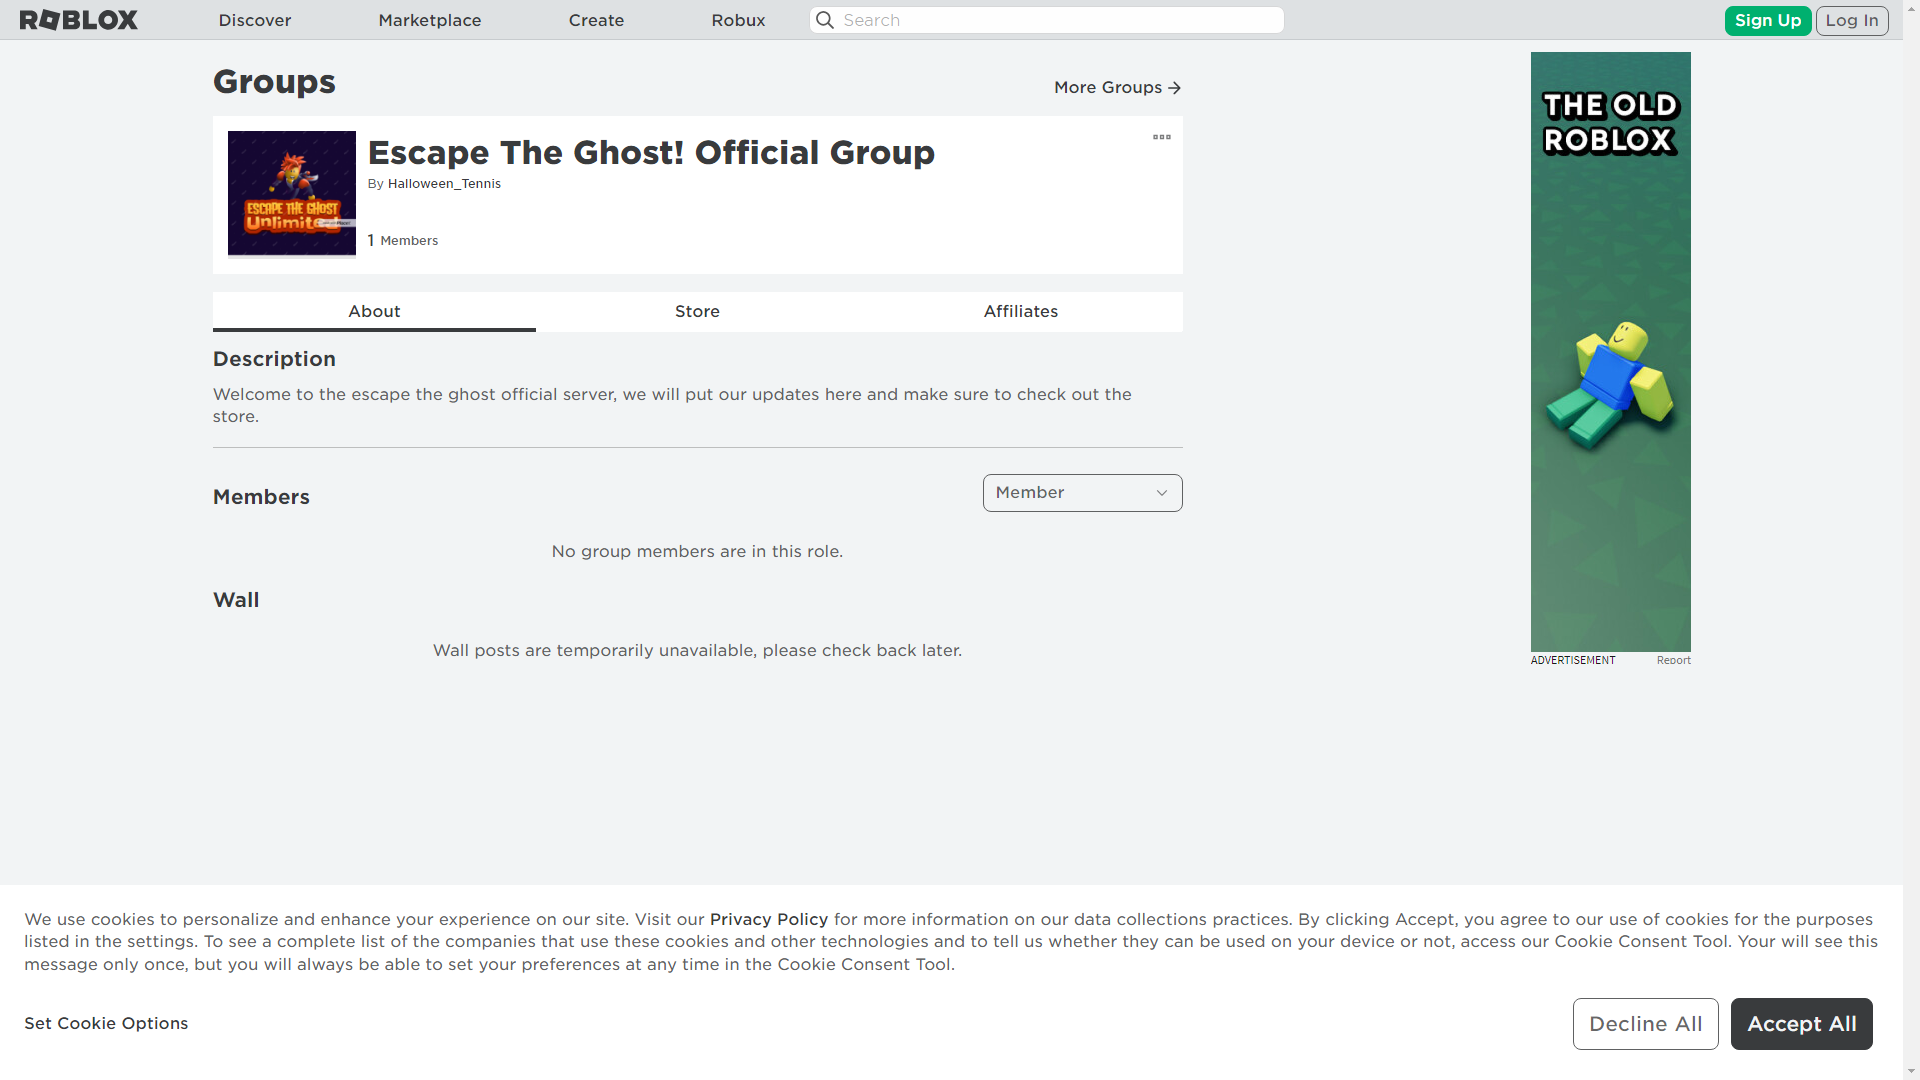 ROBLOX Discover Marketplace Create Robux Search Sign Up Log In
Groups
More Groups
ESCAPE THE GHOST
Unlimited
Escape The Ghost! Official Group
By Halloween_Tennis
1 Members
About Store Affiliates
Description
Welcome to the escape the ghost official server, we will put our updates here and make sure to check out the
store.
Members
Member
No group members are in this role.
Wall
Wall posts are temporarily unavailable, please check back later.
THE OLD
ROBLOX
ADVERTISEMENT Report
We use cookies to personalize and enhance your experience on our site. Visit our Privacy Policy for more information on our data collections practices. By clicking Accept, you agree to our use of cookies for the purposes
listed in the settings. To see a complete list of the companies that use these cookies and other technologies and to tell us whether they can be used on your device or not, access our Cookie Consent Tool. Your will see this
message only once, but you will always be able to set your preferences at any time in the Cookie Consent Tool.
Set Cookie Options
Decline All
Accept All